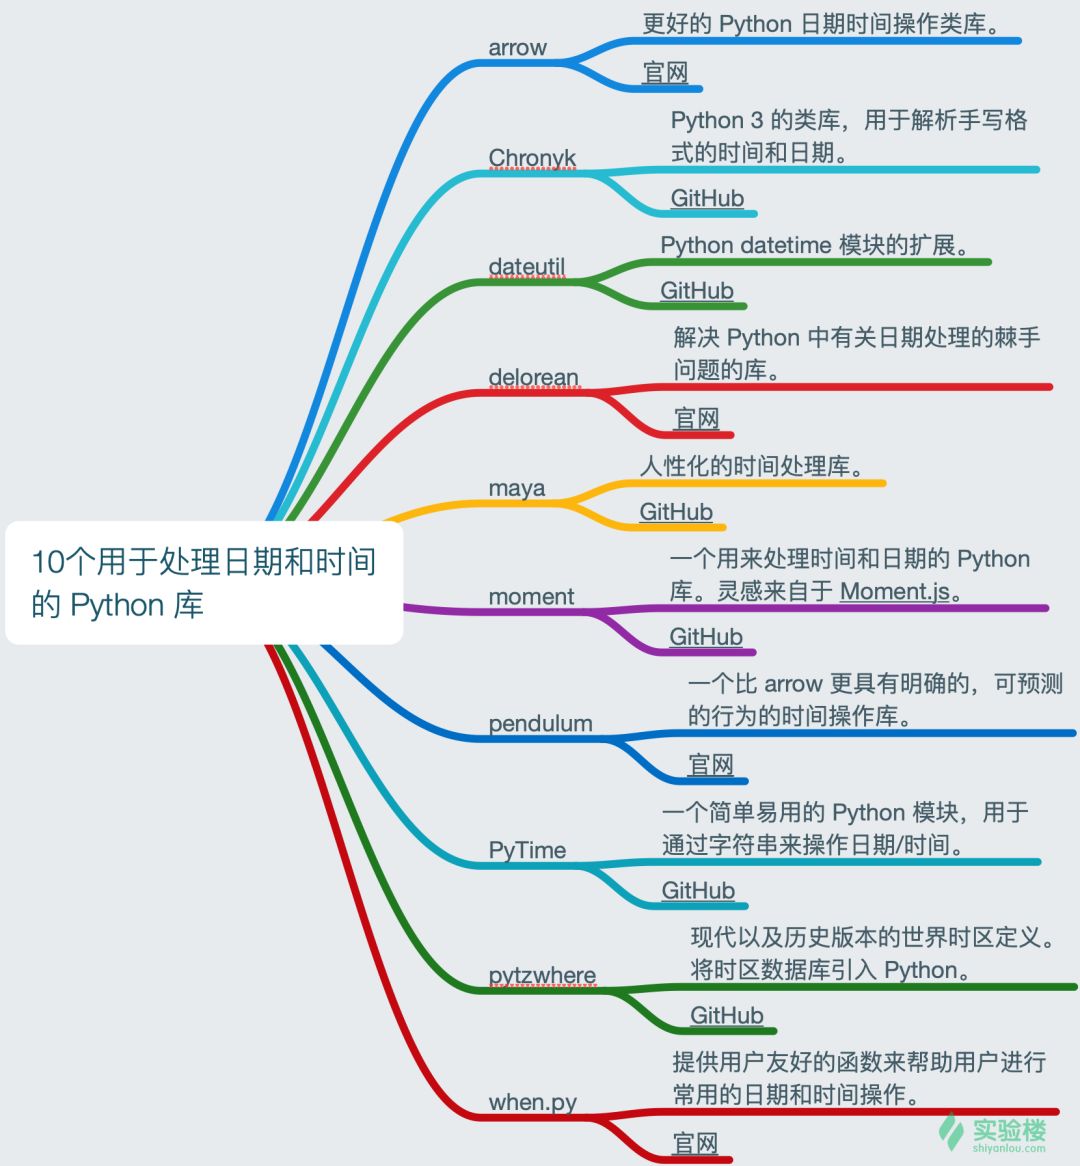 10个用于处理日期和时间
的 Python 库
arrow
更好的 Python 日期时间操作类库。
官网
Chronyk
Python 3 的类库，用于解析手写格
式的时间和日期。
GitHub
dateutil
Python datetime 模块的扩展。
GitHub
delorean
解决 Python 中有关日期处理的棘手
问题的库。
官网
maya
人性化的时间处理库。
GitHub
moment
一个用来处理时间和日期的 Python
库。灵感来自于 Moment.js。
GitHub
pendulum
一个比 arrow 更具有明确的，可预测
的行为的时间操作库。
官网
PyTime
一个简单易用的 Python 模块，用于
通过字符串来操作日期/时间。
GitHub
pytzwhere
现代以及历史版本的世界时区定义。
将时区数据库引入 Python。
GitHub
when.py
提供用户友好的函数来帮助用户进行
常用的日期和时间操作。
官网
实验楼
shiyanlou.com